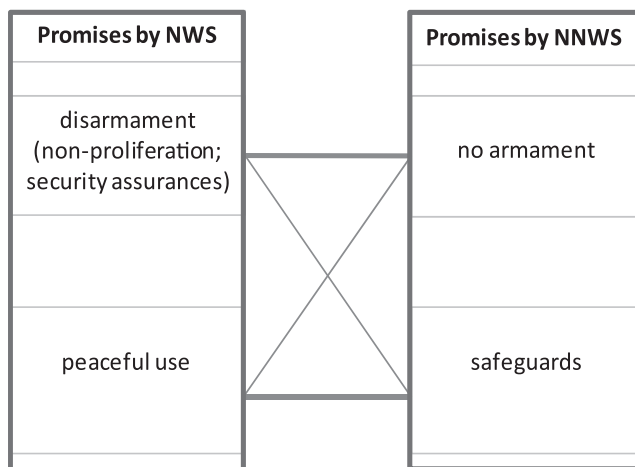 Promises by NWS
Promises by NNWS
disarmament
(non-proliferation;
security assurances)
no armament
peaceful use
safeguards